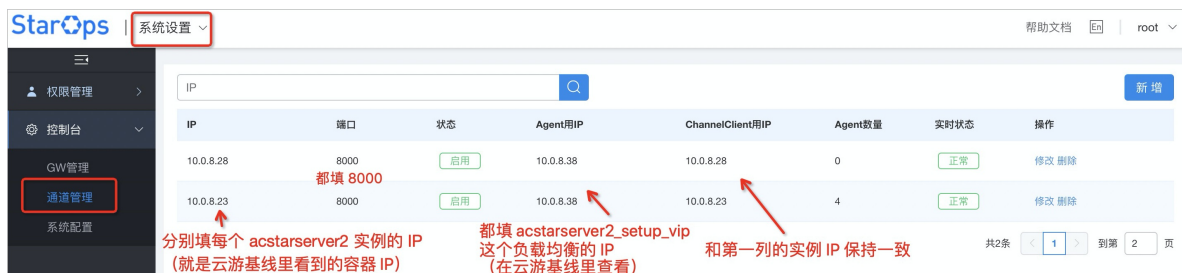 StarOps | 系统设置
帮助文档 En root
权限管理
控制台
GW管理
通道管理
系统配置
IP
新增
IP 端口 状态 Agent用IP ChannelClient用IP Agent数量 实时状态 操作
10.0.8.28 8000 启用 10.0.8.38 10.0.8.28 0 正常 修改 删除
都填 8000
10.0.8.23 8000 启用 10.0.8.38 10.0.8.23 4 正常 修改 删除
分别填每个 acstarserver2 实例的 IP
（就是云游基线里看到的容器 IP）
都填 acstarserver2_setup_vip
这个负载均衡的 IP
（在云游基线里查看）
和第一列的实例 IP 保持一致
共2条 < 1 > 到第 2 页